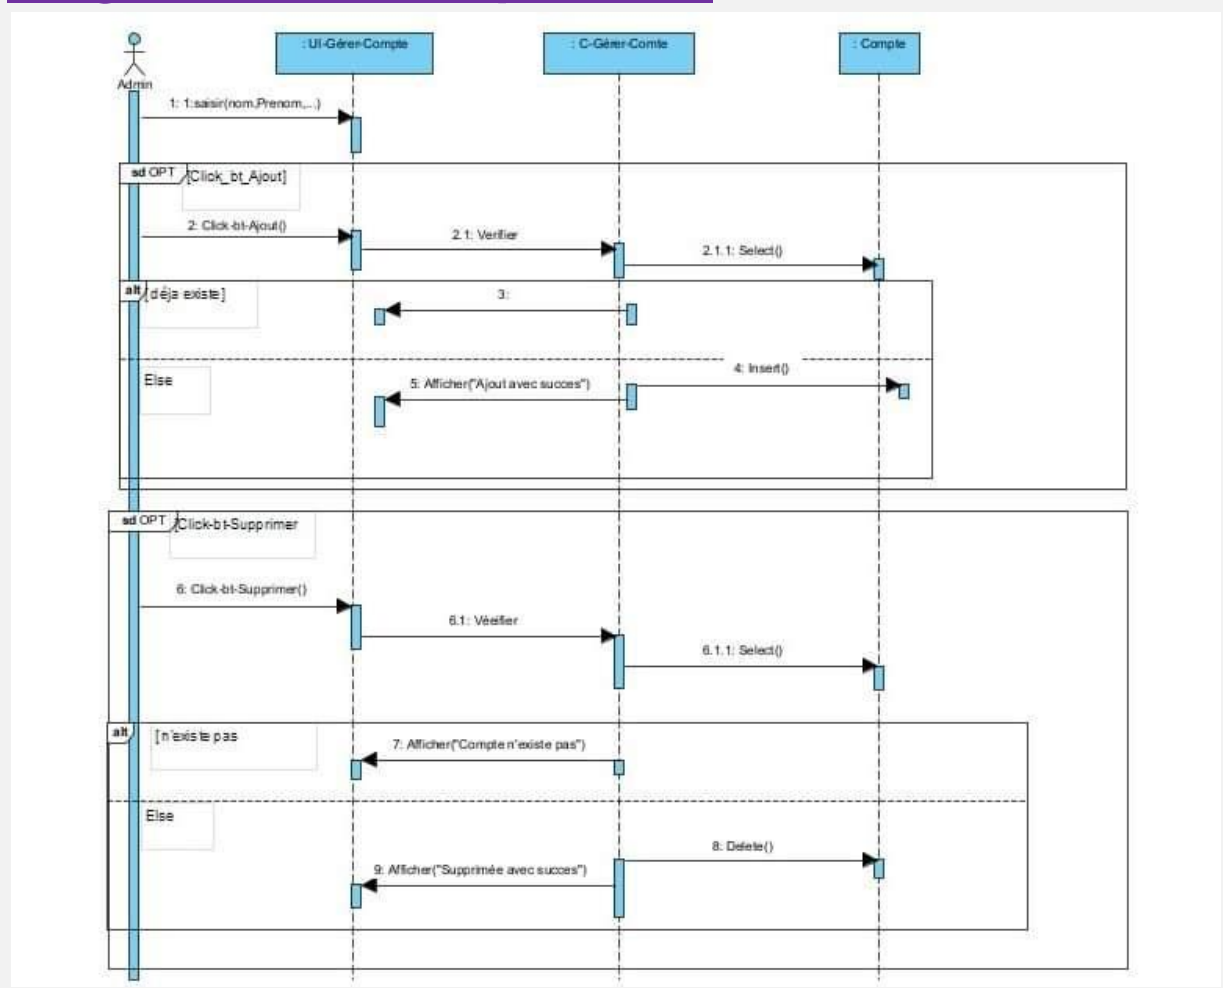 : UI-Gérer-Compte
: C-Gérer-Comte
: Compte
Admin
1: 1:saisir(nom,Prenom,...)
sd OPT
[Click_bt_Ajout]
2: Click-bt-Ajout()
2.1: Verifier
2.1.1: Select()
alt
[déja existe]
3:
4: Insert()
Else
5: Afficher("Ajout avec succes")
sd OPT
[Click-bt-Supprimer
6: Click-bt-Supprimer()
6.1: Véeifier
6.1.1: Select()
alt
[n'existe pas
7: Afficher("Compte n'existe pas")
Else
8: Delete()
9: Afficher("Supprimée avec succes")